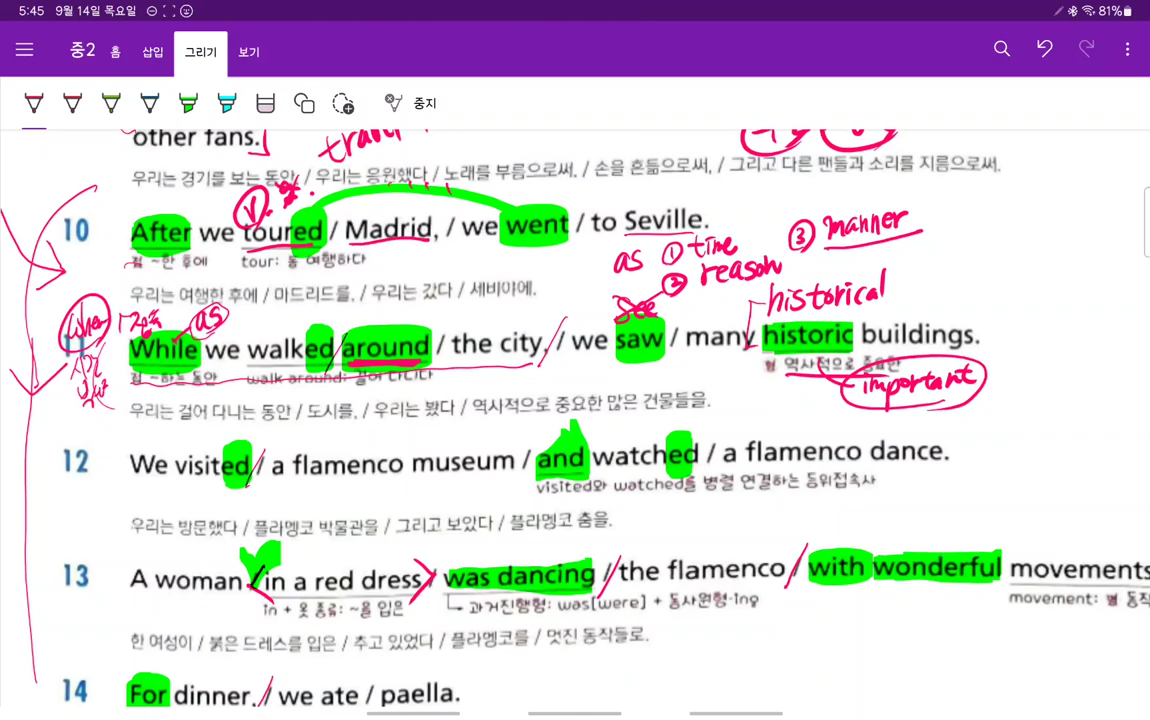 5:45 9월 14일 목요일 81%
중2 홈 삽입 그리기 보기
중지
other fans.
우리는 경기를 보는 동안 / 우리는 응원했다 / 노래를 부름으로써, / 손을 흔듦으로써, / 그리고 다른 팬들과 소리를 지름으로써.
10 After we toured / Madrid, / we went / to Seville.
접 ~한 후에 tour: 동 여행하다
as ① time ③ manner
② reason
우리는 여행한 후에 / 마드리드를, / 우리는 갔다 / 세비야에.
historical
when as see
11 While we walked around / the city, / we saw / many historic buildings.
접 ~하는 동안 walk around: 걸어 다니다 형 역사적으로 중요한
important
우리는 걸어 다니는 동안 / 도시를, / 우리는 봤다 / 역사적으로 중요한 많은 건물들을.
12 We visited / a flamenco museum / and watched / a flamenco dance.
visited와 watched를 병렬 연결하는 등위접속사
우리는 방문했다 / 플라멩코 박물관을 / 그리고 보았다 / 플라멩코 춤을.
13 A woman / in a red dress / was dancing / the flamenco / with wonderful movements
in + 옷 종류: ~을 입은 과거진행형: was[were] + 동사원형-ing movement: 명 동작
한 여성이 / 붉은 드레스를 입은 / 추고 있었다 / 플라멩코를 / 멋진 동작들로.
14 For dinner, / we ate / paella.